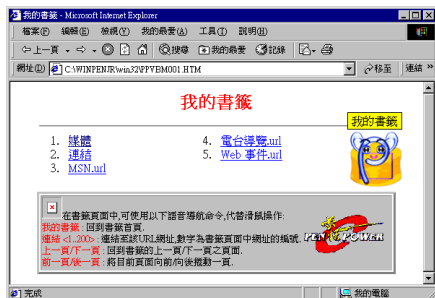 我的書籤 - Microsoft Internet Explorer
檔案(F) 編輯(E) 檢視(V) 我的最愛(A) 工具(T) 說明(H)
上一頁 搜尋 我的最愛 記錄
網址(D) C:\WINPENJR\win32\PPVBM001.HTM 移至 連結 »
我的書籤
我的書籤
1. 媒體
2. 連結
3. MSN.url
4. 電台導覽.url
5. Web 事件.url
在書籤頁面中,可使用以下語音導航命令,代替滑鼠操作:
我的書籤 : 回到書籤首頁.
連結 <1..200> : 連結至該URL網址,數字為書籤頁面中網址的編號.
上一頁/下一頁 : 回到網址的上一頁/下一頁之頁面.
前一頁/後一頁 : 將目前頁面向前/向後捲動一頁.
PENPOWER
完成 我的電腦